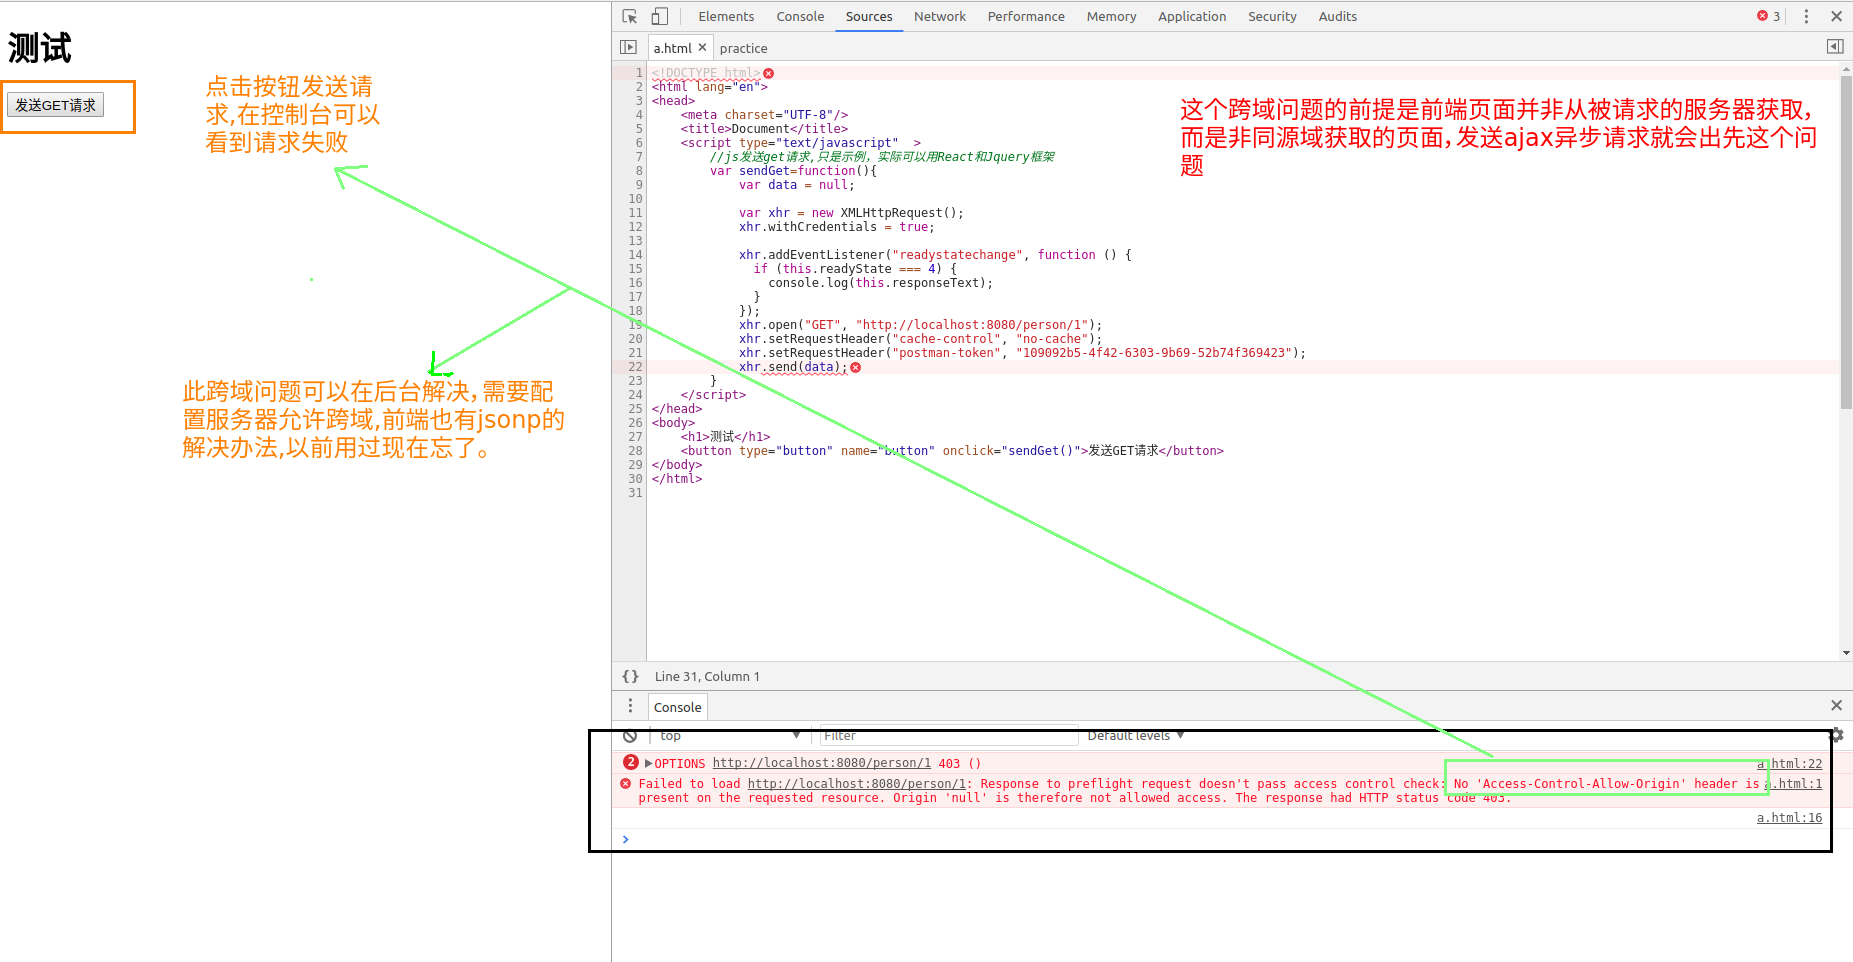 测试
发送GET请求
点击按钮发送请
求,在控制台可以
看到请求失败
此跨域问题可以在后台解决,需要配
置服务器允许跨域,前端也有jsonp的
解决办法,以前用过现在忘了。
Elements Console Sources Network Performance Memory Application Security Audits 3
a.html practice
这个跨域问题的前提是前端页面并非从被请求的服务器获取,
而是非同源域获取的页面,发送ajax异步请求就会出先这个问
题
1 <!DOCTYPE html>
2 <html lang="en">
3 <head>
4 <meta charset="UTF-8"/>
5 <title>Document</title>
6 <script type="text/javascript" >
7 //js发送get请求,只是示例，实际可以用React和Jquery框架
8 var sendGet=function(){
9 var data = null;
10
11 var xhr = new XMLHttpRequest();
12 xhr.withCredentials = true;
13
14 xhr.addEventListener("readystatechange", function () {
15 if (this.readyState === 4) {
16 console.log(this.responseText);
17 }
18 });
19 xhr.open("GET", "http://localhost:8080/person/1");
20 xhr.setRequestHeader("cache-control", "no-cache");
21 xhr.setRequestHeader("postman-token", "109092b5-4f42-6303-9b69-52b74f369423");
22 xhr.send(data);
23 }
24 </script>
25 </head>
26 <body>
27 <h1>测试</h1>
28 <button type="button" name="button" onclick="sendGet()">发送GET请求</button>
29 </body>
30 </html>
31
{} Line 31, Column 1
Console
top Filter Default levels
2 OPTIONS http://localhost:8080/person/1 403 () a.html:22
Failed to load http://localhost:8080/person/1: Response to preflight request doesn't pass access control check: No 'Access-Control-Allow-Origin' header is a.html:1
present on the requested resource. Origin 'null' is therefore not allowed access. The response had HTTP status code 403.
a.html:16